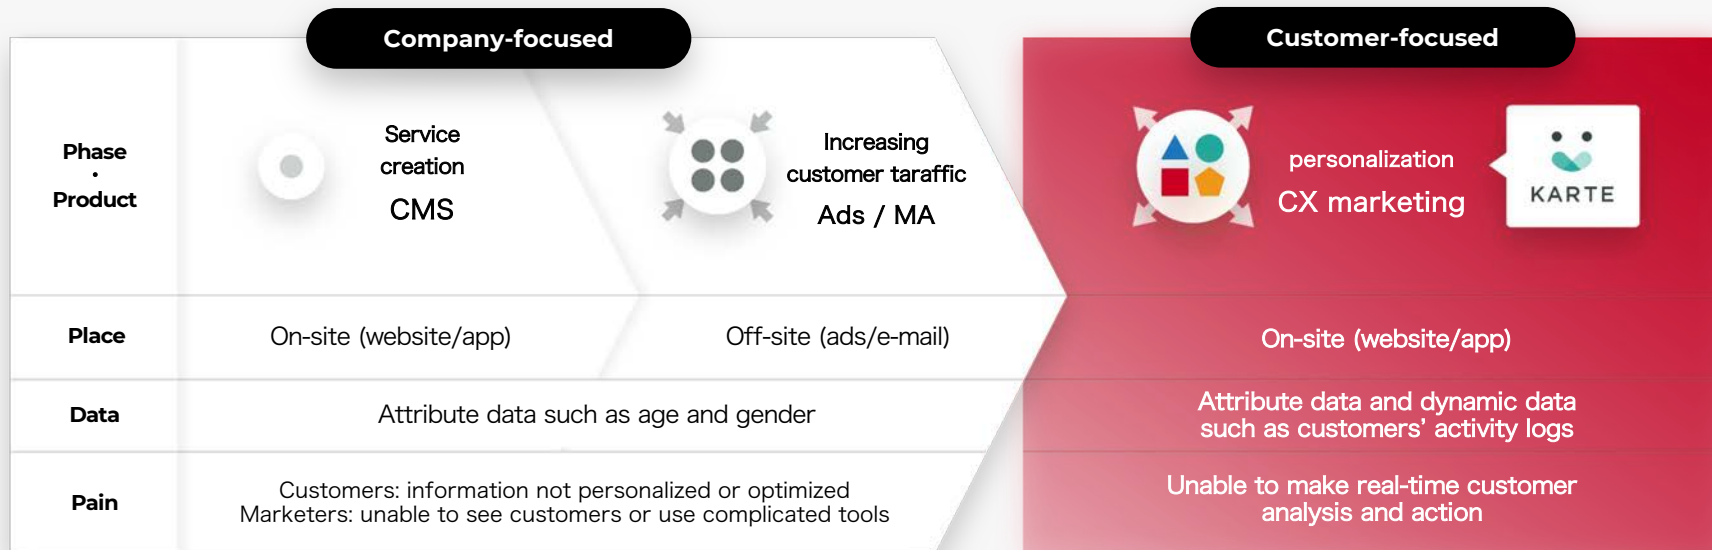 Company-focused
Customer-focused
Phase
・
Product
Service
creation
CMS
Increasing
customer taraffic
Ads / MA
personalization
CX marketing
KARTE
Place
On-site (website/app)
Off-site (ads/e-mail)
On-site (website/app)
Data
Attribute data such as age and gender
Attribute data and dynamic data
such as customers’ activity logs
Pain
Customers: information not personalized or optimized
Marketers: unable to see customers or use complicated tools
Unable to make real-time customer
analysis and action